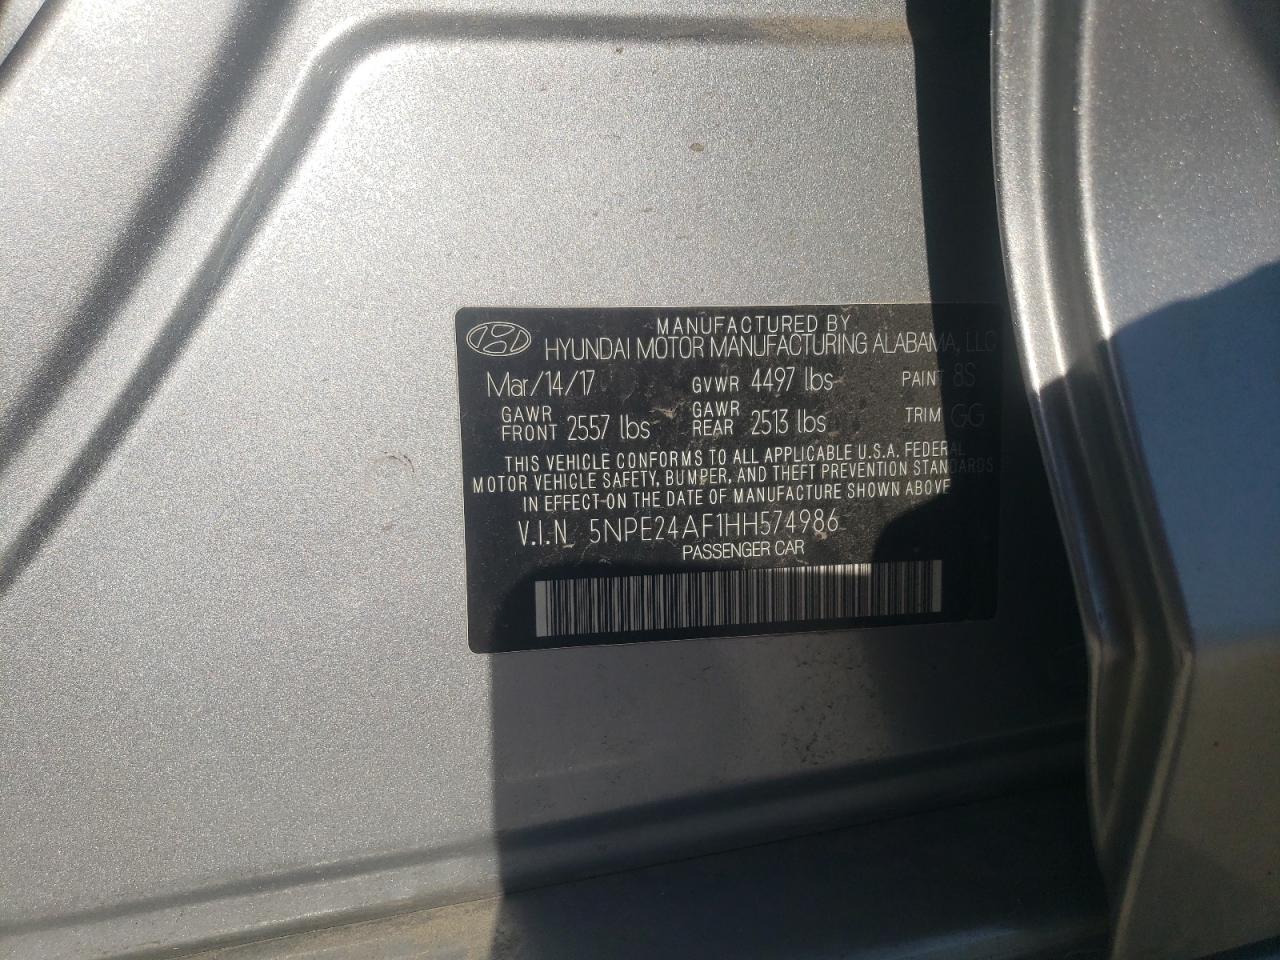 MANUFACTURED BY
HYUNDAI MOTOR MANUFACTURING ALABAMA, LLC
Mar/14/17 GVWR 4497 lbs PAINT 8S
GAWR FRONT 2557 lbs GAWR REAR 2513 lbs TRIM GG
THIS VEHICLE CONFORMS TO ALL APPLICABLE U.S.A. FEDERAL
MOTOR VEHICLE SAFETY, BUMPER, AND THEFT PREVENTION STANDARDS
IN EFFECT ON THE DATE OF MANUFACTURE SHOWN ABOVE
V.I.N. 5NPE24AF1HH574986
PASSENGER CAR